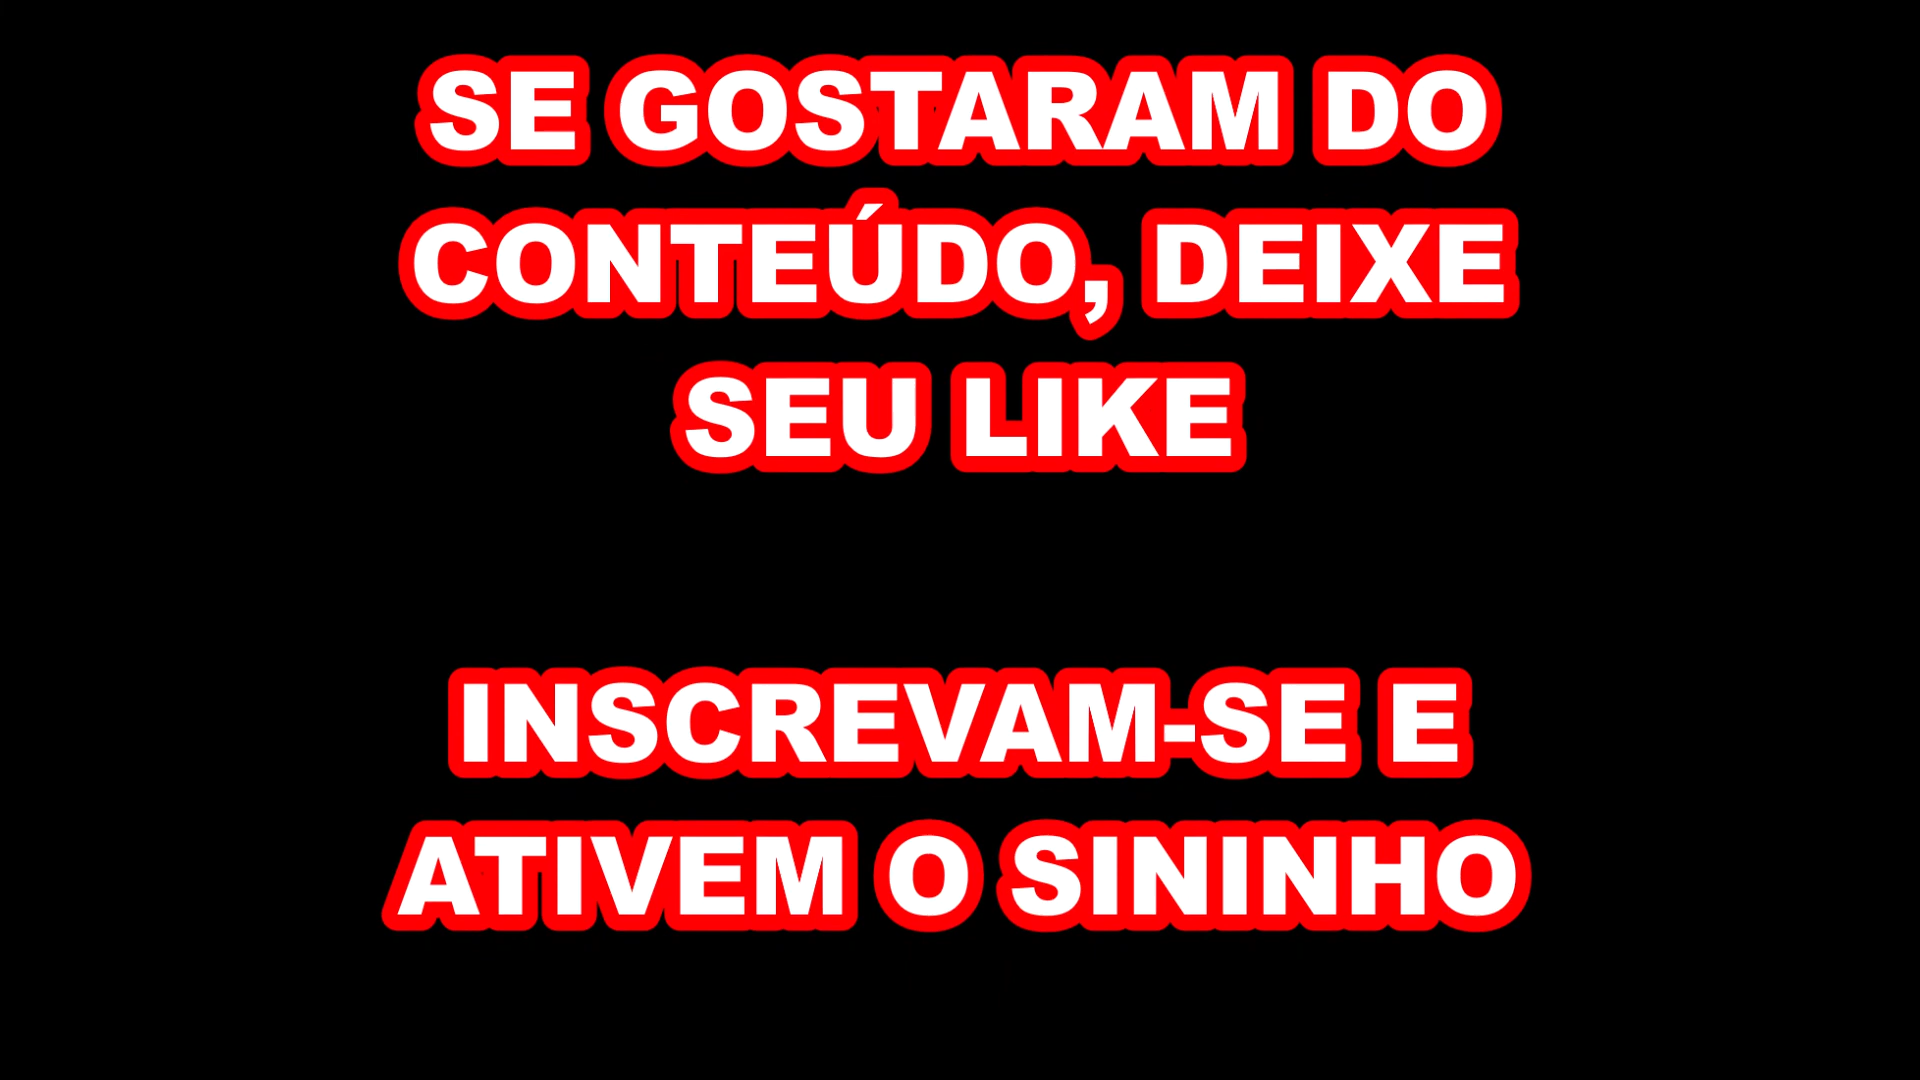 SE GOSTARAM DO
CONTEÚDO, DEIXE
SEU LIKE
INSCREVAM-SE E
ATIVEM O SININHO